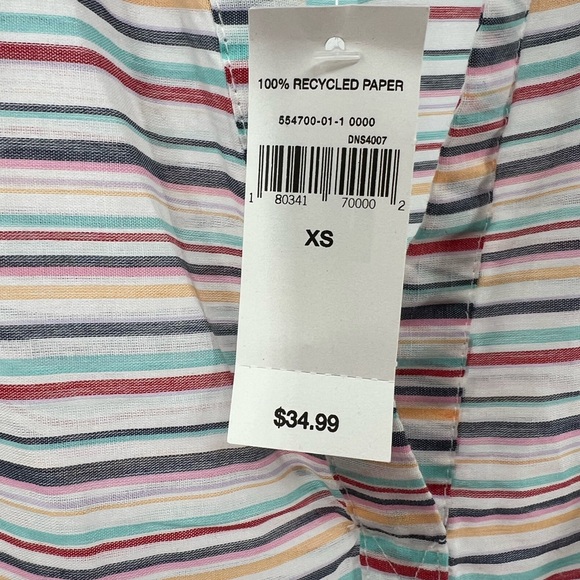 100% RECYCLED PAPER
554700-01-1 0000
DNS4007
1 80341 70000 2
XS
$34.99